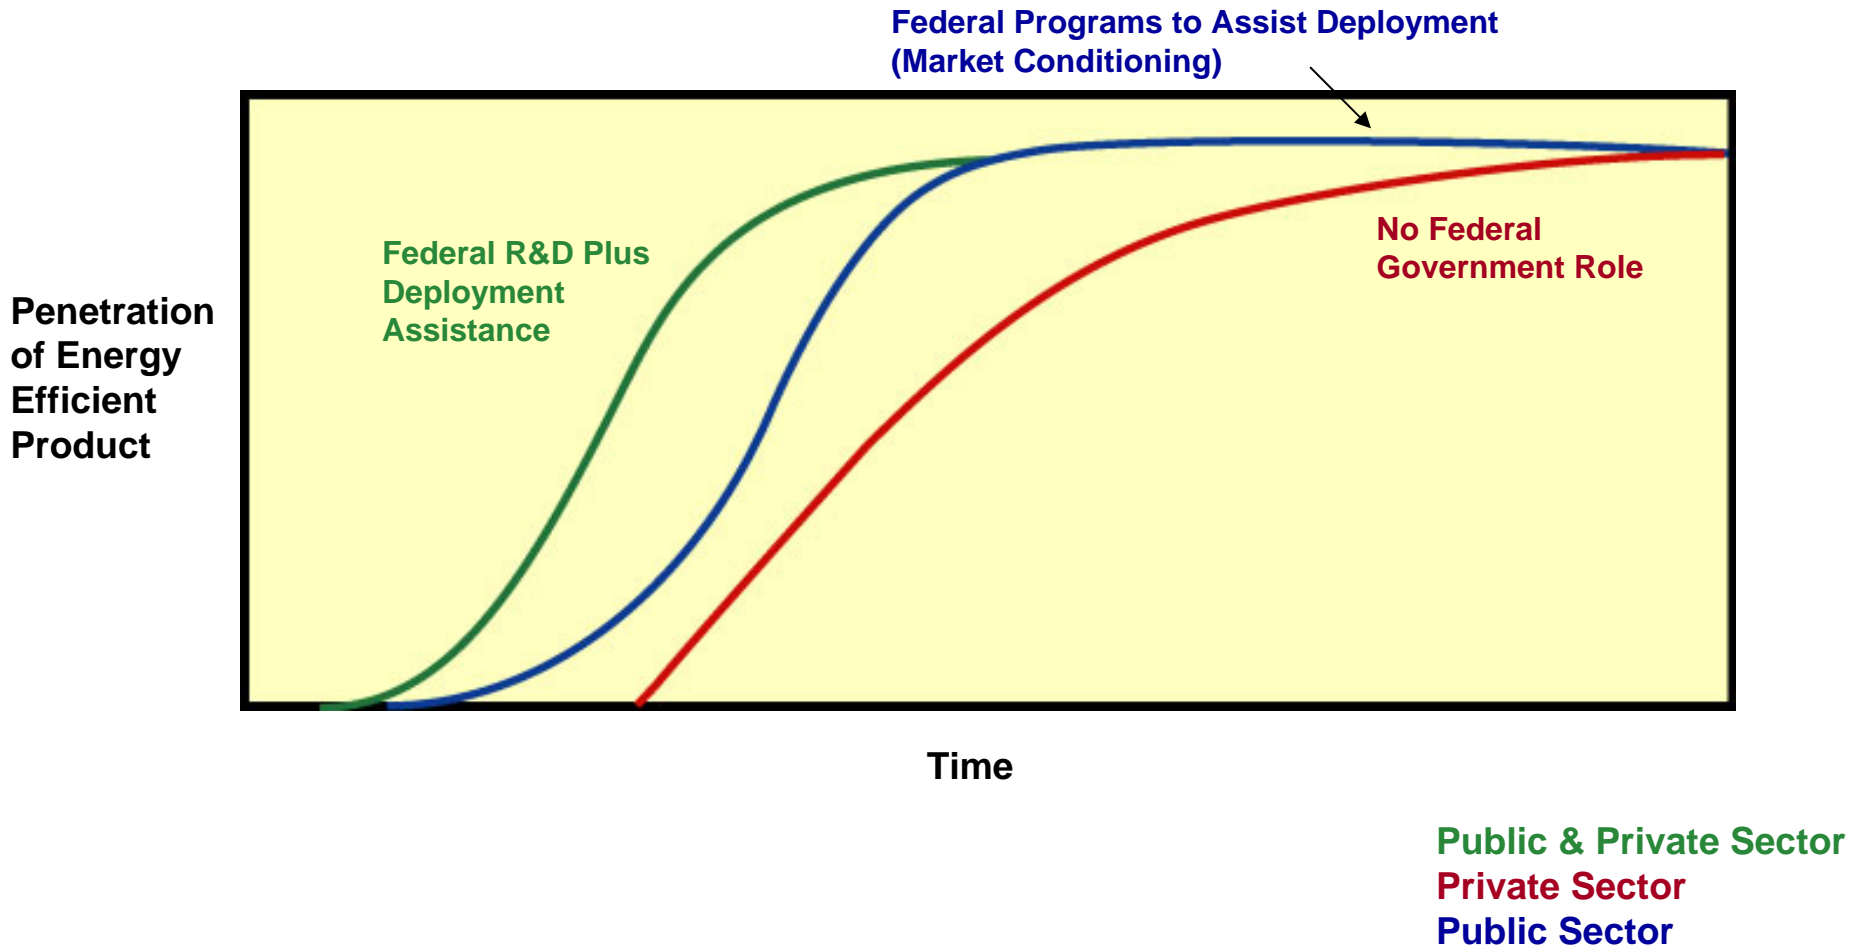 Federal Programs to Assist Deployment
(Market Conditioning)
Federal R&D Plus
Deployment
Assistance
No Federal
Government Role
Penetration
of Energy
Efficient
Product
Time
Public & Private Sector
Private Sector
Public Sector